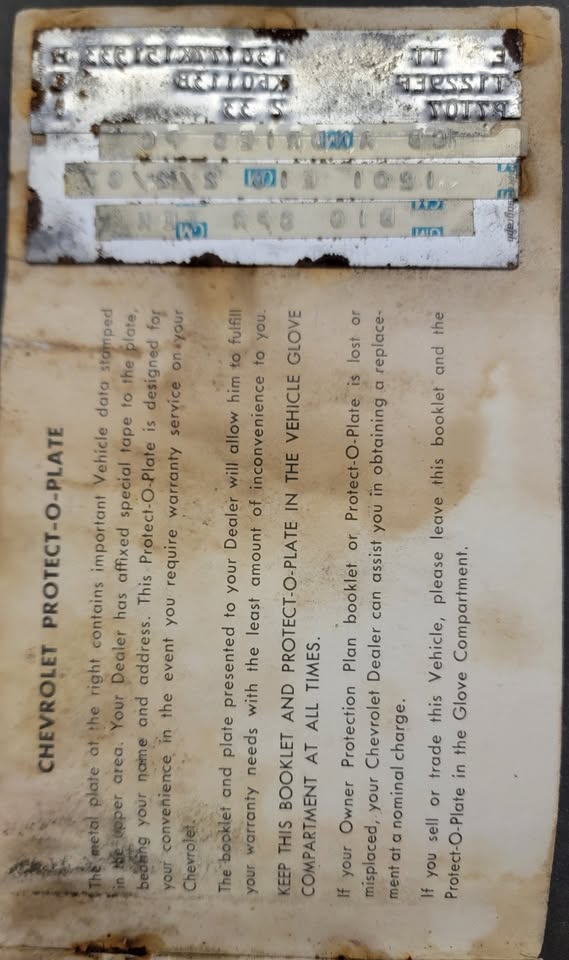 CHEVROLET PROTECT-O-PLATE
The metal plate at the right contains important Vehicle data stamped
in the upper area. Your Dealer has affixed special tape to the plate,
bearing your name and address. This Protect-O-Plate is designed for
your convenience in the event you require warranty service on your
Chevrolet.
The booklet and plate presented to your Dealer will allow him to fulfill
your warranty needs with the least amount of inconvenience to you.
KEEP THIS BOOKLET AND PROTECT-O-PLATE IN THE VEHICLE GLOVE
COMPARTMENT AT ALL TIMES.
If your Owner Protection Plan booklet or Protect-O-Plate is lost or
misplaced, your Chevrolet Dealer can assist you in obtaining a replace-
ment at a nominal charge.
If you sell or trade this Vehicle, please leave this booklet and the
Protect-O-Plate in the Glove Compartment.
E 11
KP0113B
2 33
GM
GM
GM